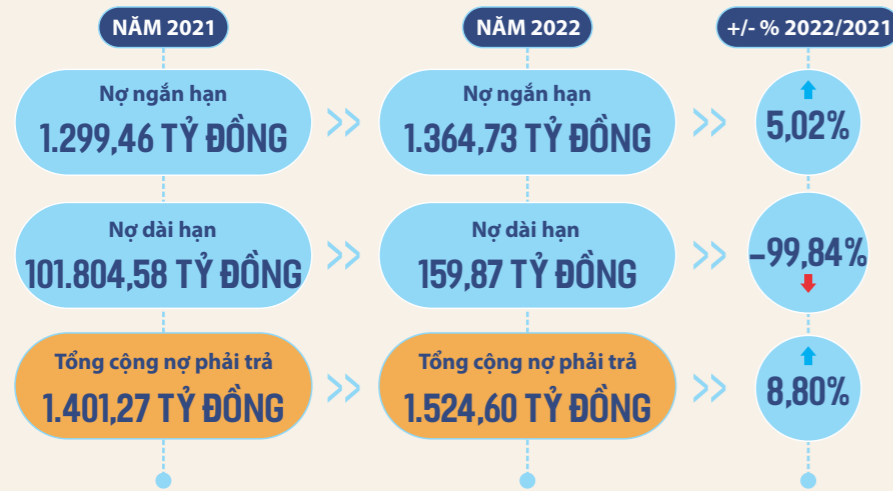 NĂM 2021
NĂM 2022
+/- % 2022/2021
Nợ ngắn hạn
1.299,46 TỶ ĐỒNG
Nợ ngắn hạn
1.364,73 TỶ ĐỒNG
5,02%
Nợ dài hạn
101.804,58 TỶ ĐỒNG
Nợ dài hạn
159,87 TỶ ĐỒNG
-99,84%
Tổng cộng nợ phải trả
1.401,27 TỶ ĐỒNG
Tổng cộng nợ phải trả
1.524,60 TỶ ĐỒNG
8,80%